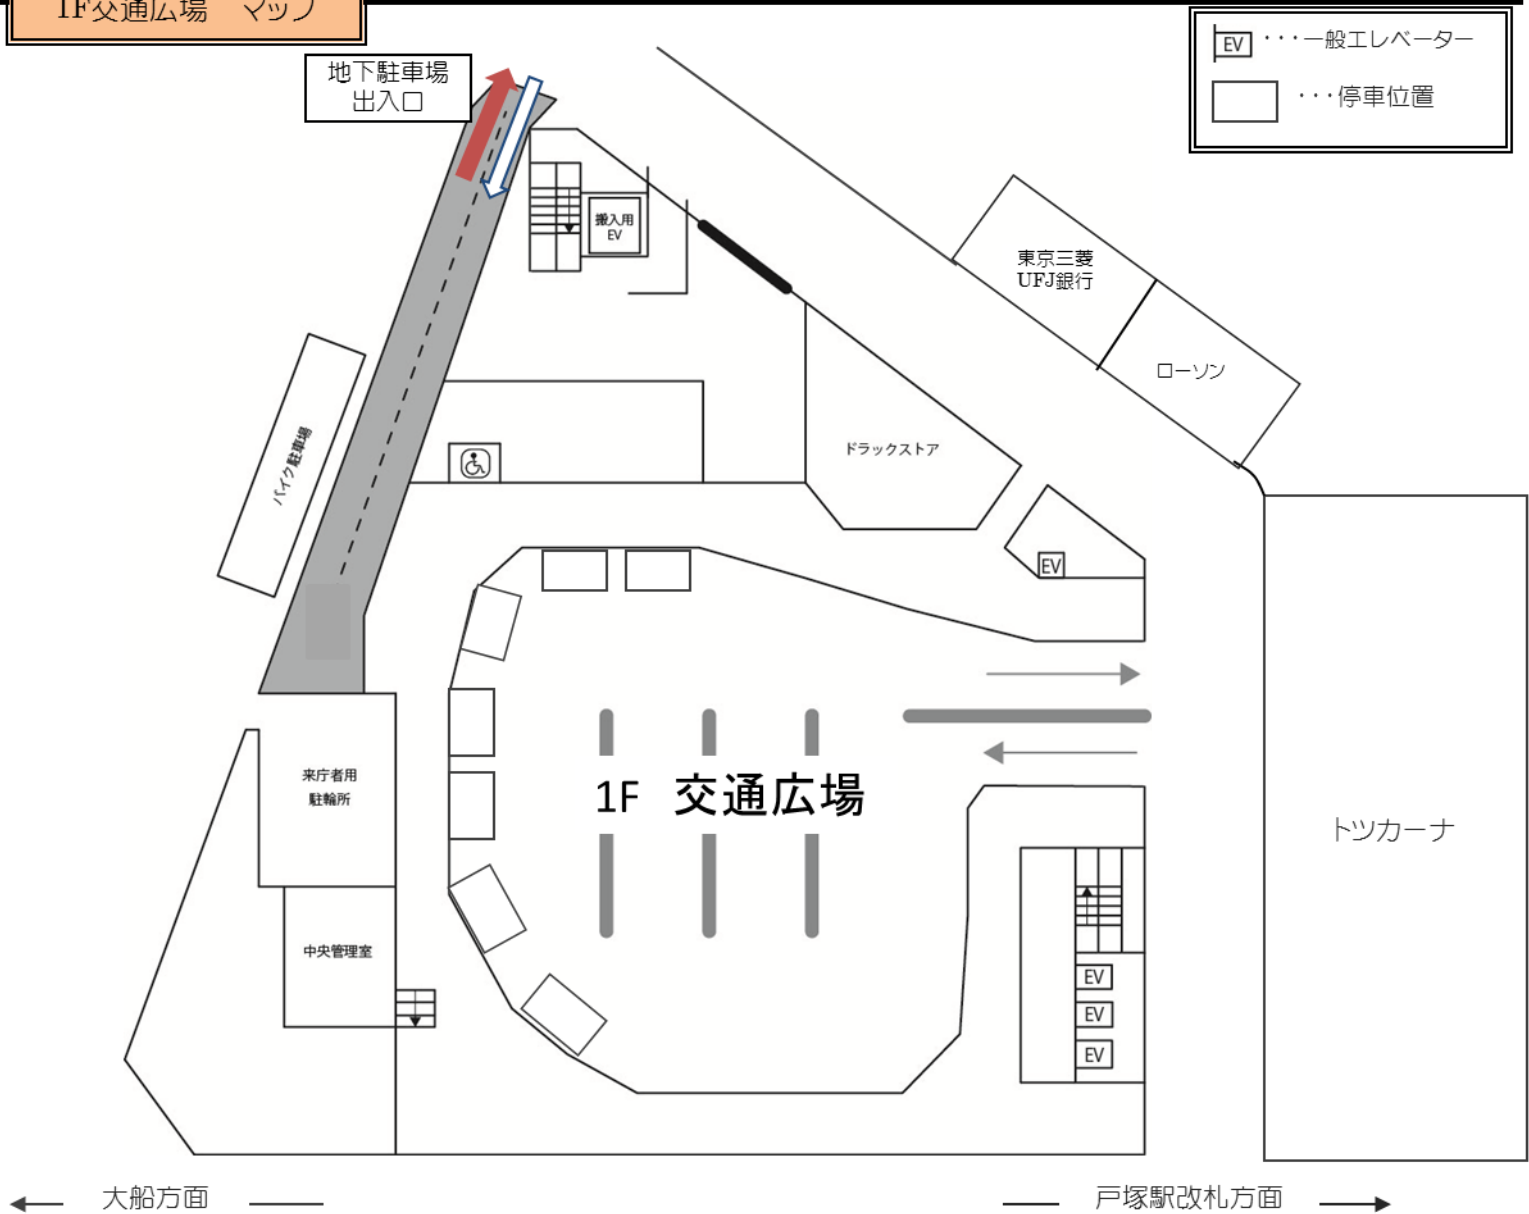 1F交通広場　マップ
EV ・・・一般エレベーター
・・・停車位置
地下駐車場
出入口
搬入用
EV
東京三菱
UFJ銀行
ローソン
バイク駐車場
ドラックストア
EV
1F　交通広場
来庁者用
駐輪所
トツカーナ
中央管理室
EV
EV
EV
大船方面
戸塚駅改札方面